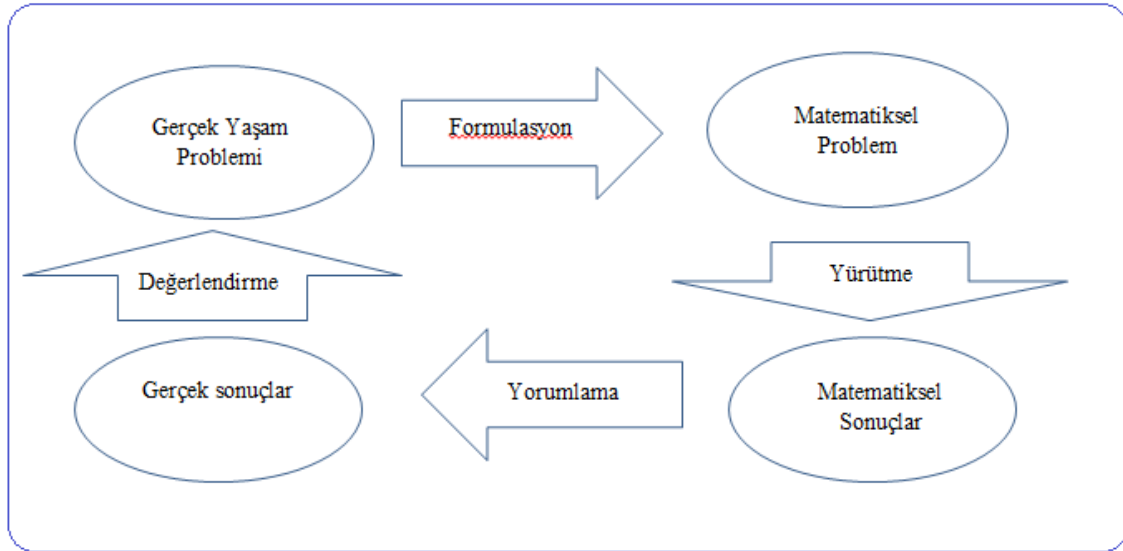 Gerçek Yaşam
Problemi
Formulasyon
Matematiksel
Problem
Değerlendirme
Yürütme
Gerçek sonuçlar
Yorumlama
Matematiksel
Sonuçlar